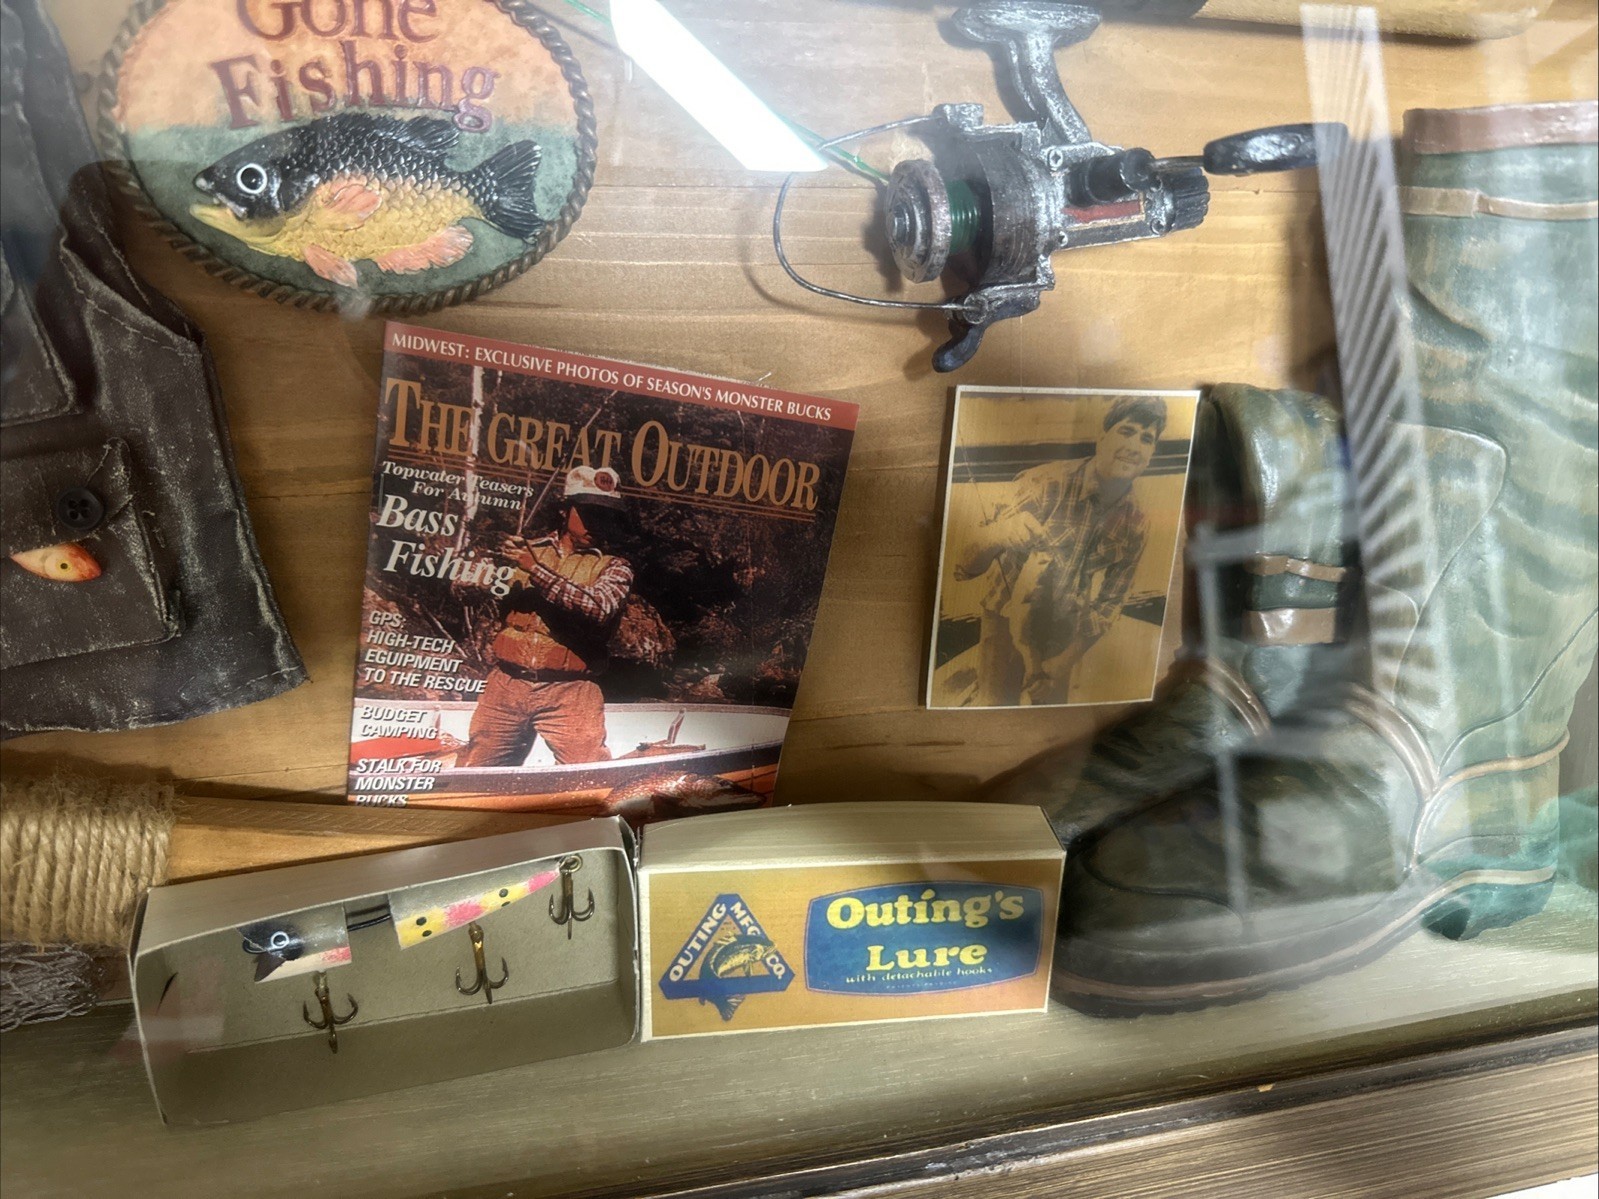 Gone
Fishing
MIDWEST: EXCLUSIVE PHOTOS OF SEASON'S MONSTER BUCKS
THE GREAT OUTDOOR
Topwater Teasers
For Autumn
Bass
Fishing
GPS:
HIGH-TECH
EQUIPMENT
TO THE RESCUE
BUDGET
CAMPING
STALK FOR
MONSTER
BUCKS
OUTING MFG CO.
Outing's
Lure
with detachable hooks